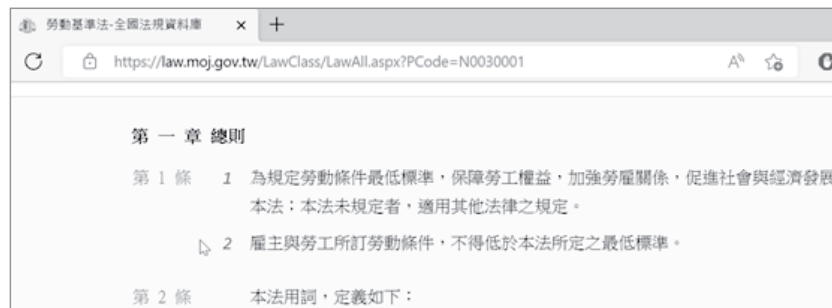 勞動基準法-全國法規資料庫
https://law.moj.gov.tw/LawClass/LawAll.aspx?PCode=N0030001
第 一 章 總則
第 1 條 1 為規定勞動條件最低標準，保障勞工權益，加強勞雇關係，促進社會與經濟發展
本法；本法未規定者，適用其他法律之規定。
2 雇主與勞工所訂勞動條件，不得低於本法所定之最低標準。
第 2 條 本法用詞，定義如下：